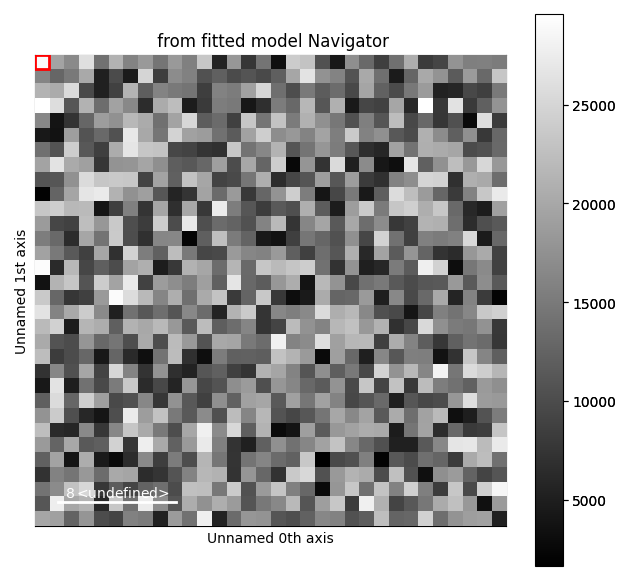 from fitted model Navigator
Unnamed 1st axis
8 <undefined>
Unnamed 0th axis
25000
20000
15000
10000
5000